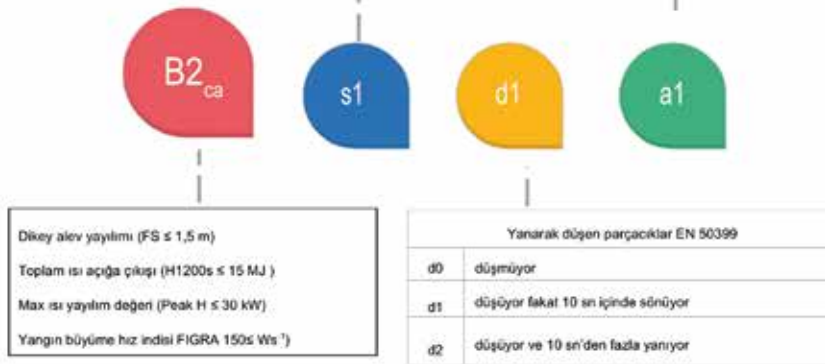 B2ca
s1
d1
a1
Dikey alev yayılımı (FS ≤ 1,5 m)
Toplam ısı açığa çıkışı (H1200s ≤ 15 MJ )
Max ısı yayılım değeri (Peak H ≤ 30 kW)
Yangın büyüme hız indisi FIGRA 150≤ Ws ¹)
Yanarak düşen parçacıklar EN 50399
d0 düşmüyor
d1 düşüyor fakat 10 sn içinde sönüyor
d2 düşüyor ve 10 sn'den fazla yanıyor